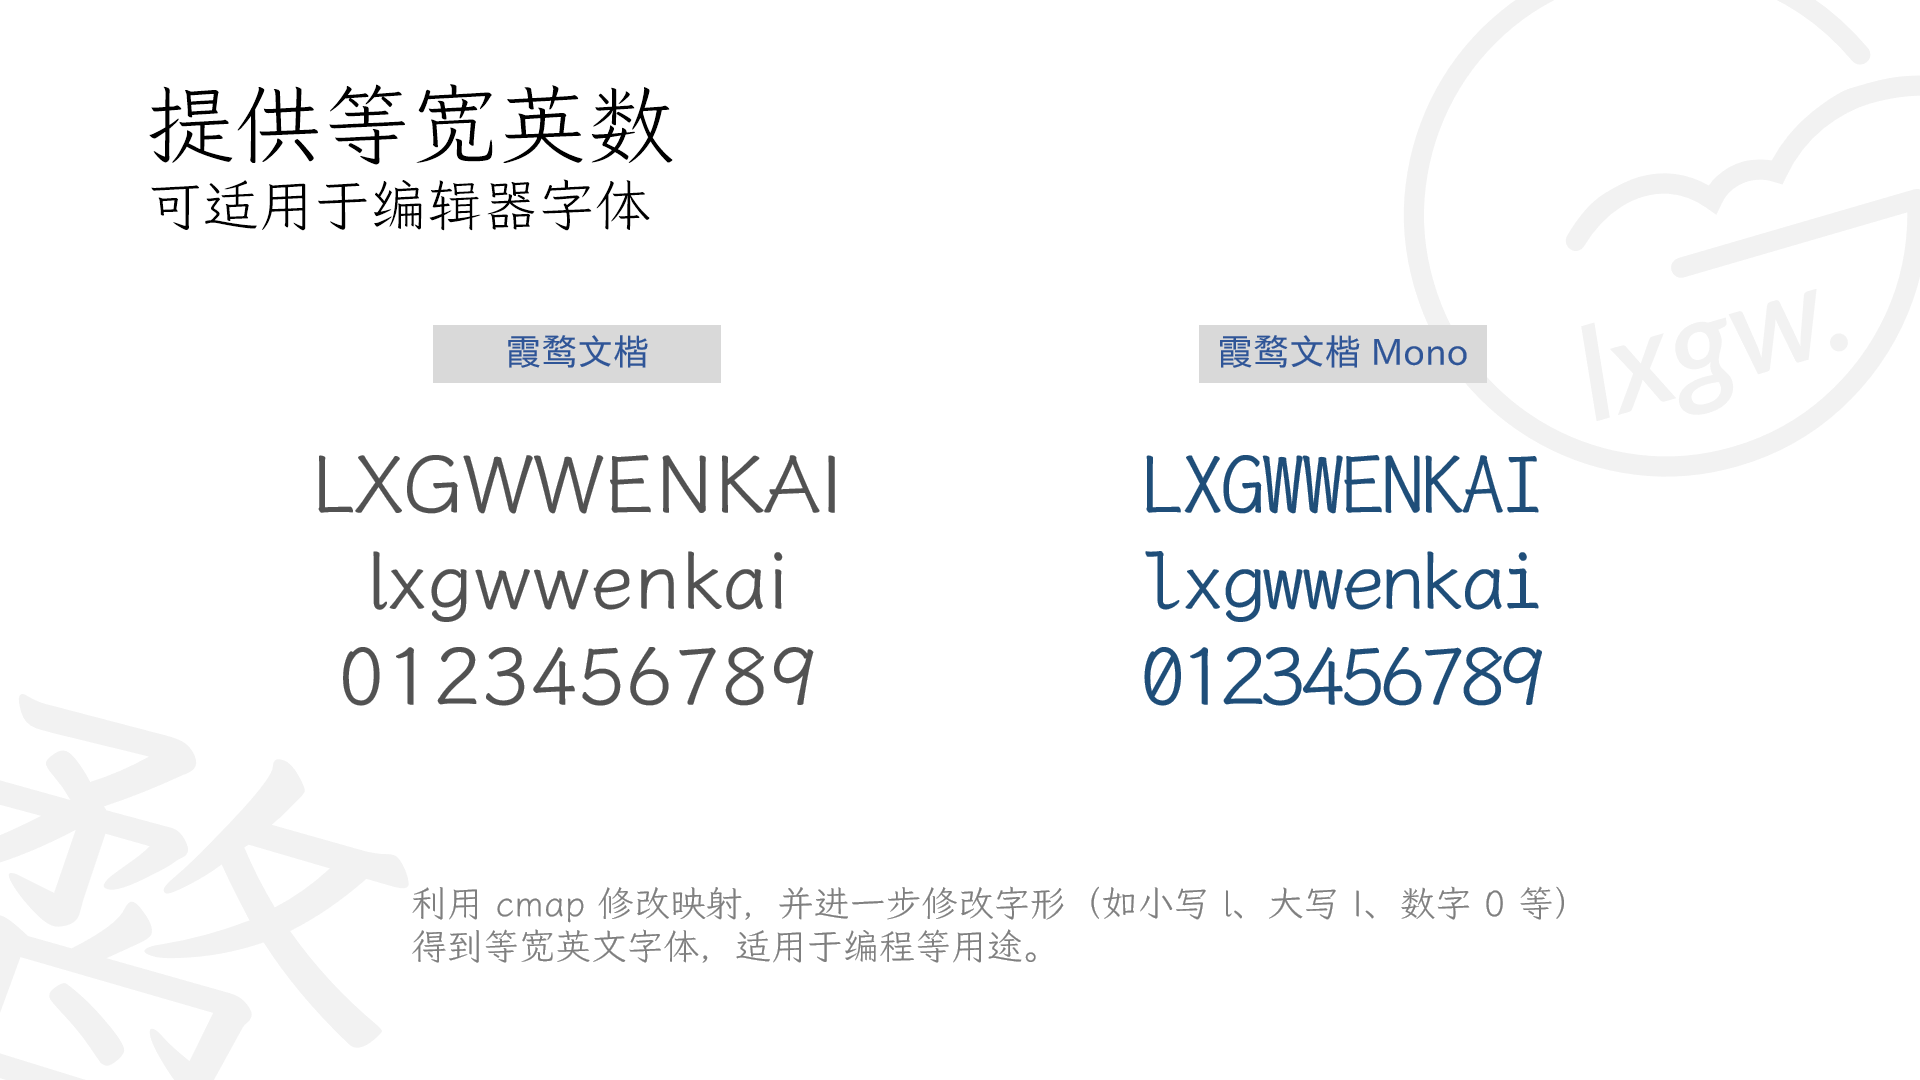 提供等宽英数
可适用于编辑器字体
lxgw.
霞鹜文楷
霞鹜文楷 Mono
LXGWWENKAI
lxgwwenkai
0123456789
LXGWWENKAI
lxgwwenkai
0123456789
鹜
利用 cmap 修改映射，并进一步修改字形（如小写 l、大写 I、数字 0 等）
得到等宽英文字体，适用于编程等用途。